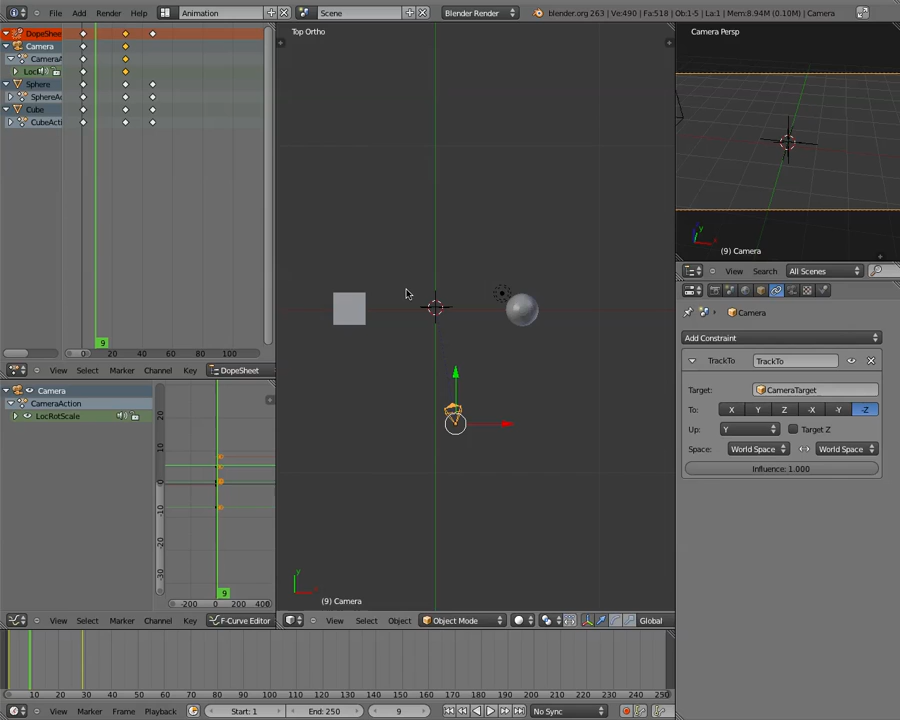 File Add Render Help Animation Scene Blender Render blender.org 263 | Ve:490 | Fa:518 | Ob:1-5 | La:1 | Mem:8.94M (0.10M) | Camera
DopeShee
Camera
CameraA
Loc
Sphere
SphereAc
Cube
CubeActi
9
0 20 40 60 80 100
View Select Marker Channel Key DopeSheet
Camera
CameraAction
LocRotScale
20
10
0
-10
-20
-30
9
-200 0 200 400
View Select Marker Channel Key F-Curve Editor
Top Ortho
y
x
(9) Camera
View Select Object Object Mode Global
Camera Persp
y
x
(9) Camera
View Search All Scenes
Camera
Add Constraint
TrackTo TrackTo
Target: CameraTarget
To: X Y Z -X -Y -Z
Up: Y Target Z
Space: World Space World Space
Influence: 1.000
0 10 20 30 40 50 60 70 80 90 100 110 120 130 140 150 160 170 180 190 200 210 220 230 240 250
View Marker Frame Playback Start: 1 End: 250 9 No Sync